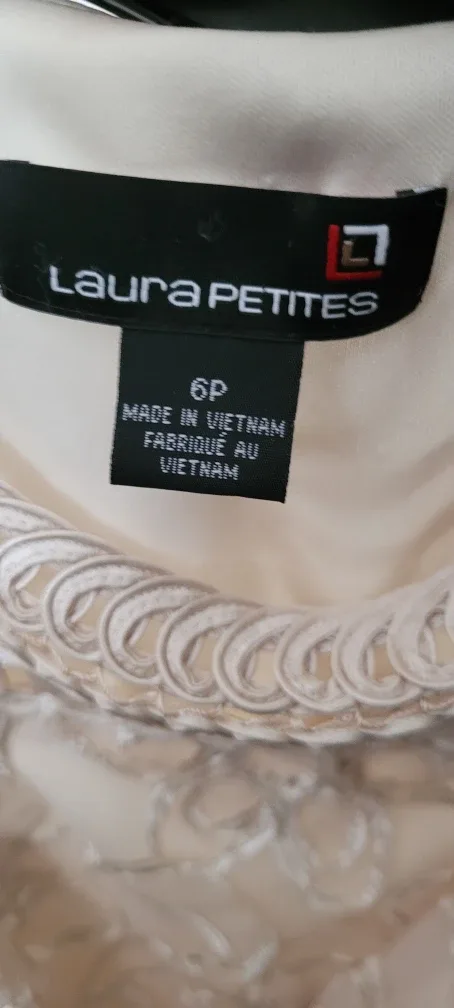 L
Laura PETITES
6P
MADE IN VIETNAM
FABRIQUÉ AU
VIETNAM